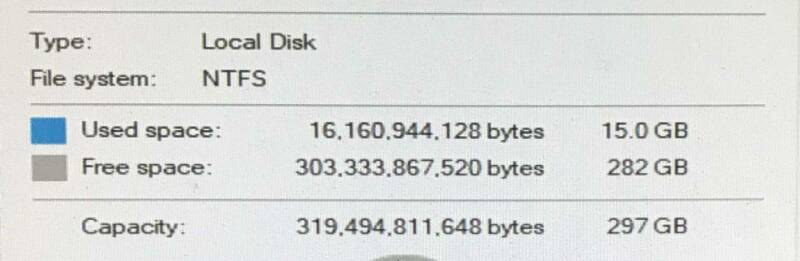 Type: Local Disk
File system: NTFS
Used space: 16,160,944,128 bytes 15.0 GB
Free space: 303,333,867,520 bytes 282 GB
Capacity: 319,494,811,648 bytes 297 GB